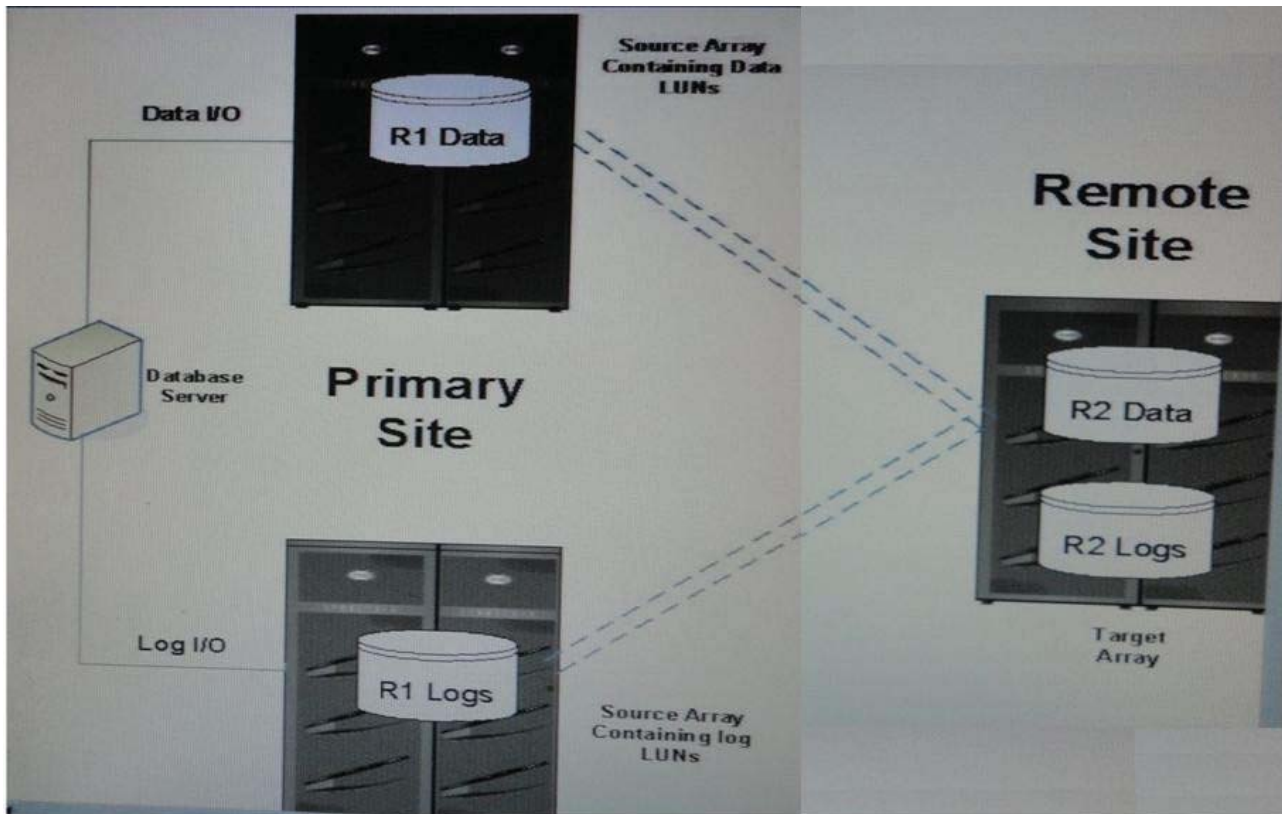 Source Array
Containing Data
LUNs
Data I/O
R1 Data
Remote
Site
Database
Server
Primary
Site
R2 Data
R2 Logs
Log I/O
R1 Logs
Target
Array
Source Array
Containing log
LUNs